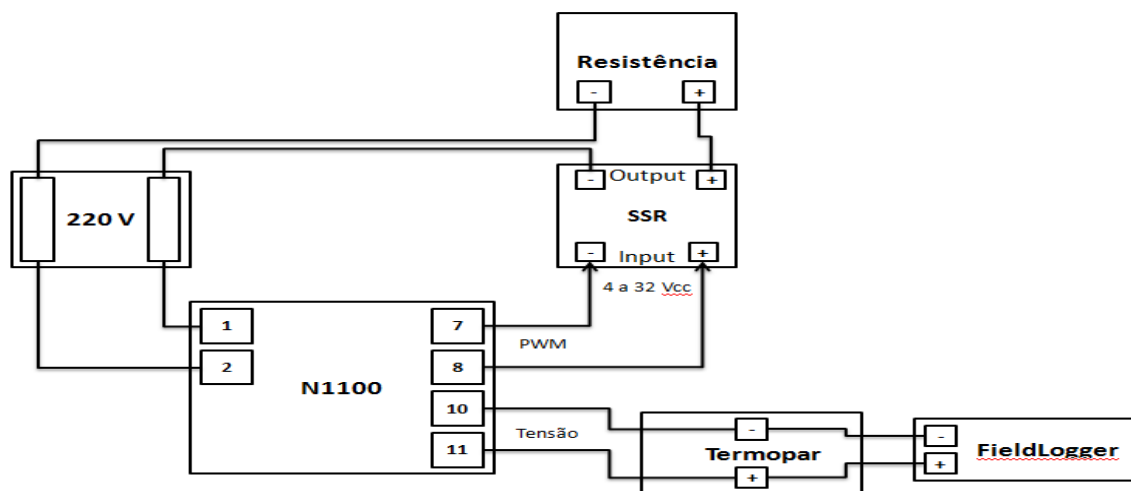 Resistência
- +
- Output +
220 V
SSR
- Input +
4 a 32 Vcc
1 7
PWM
2 8
N1100
10
Tensão
11
-
Termopar
+
-
FieldLogger
+